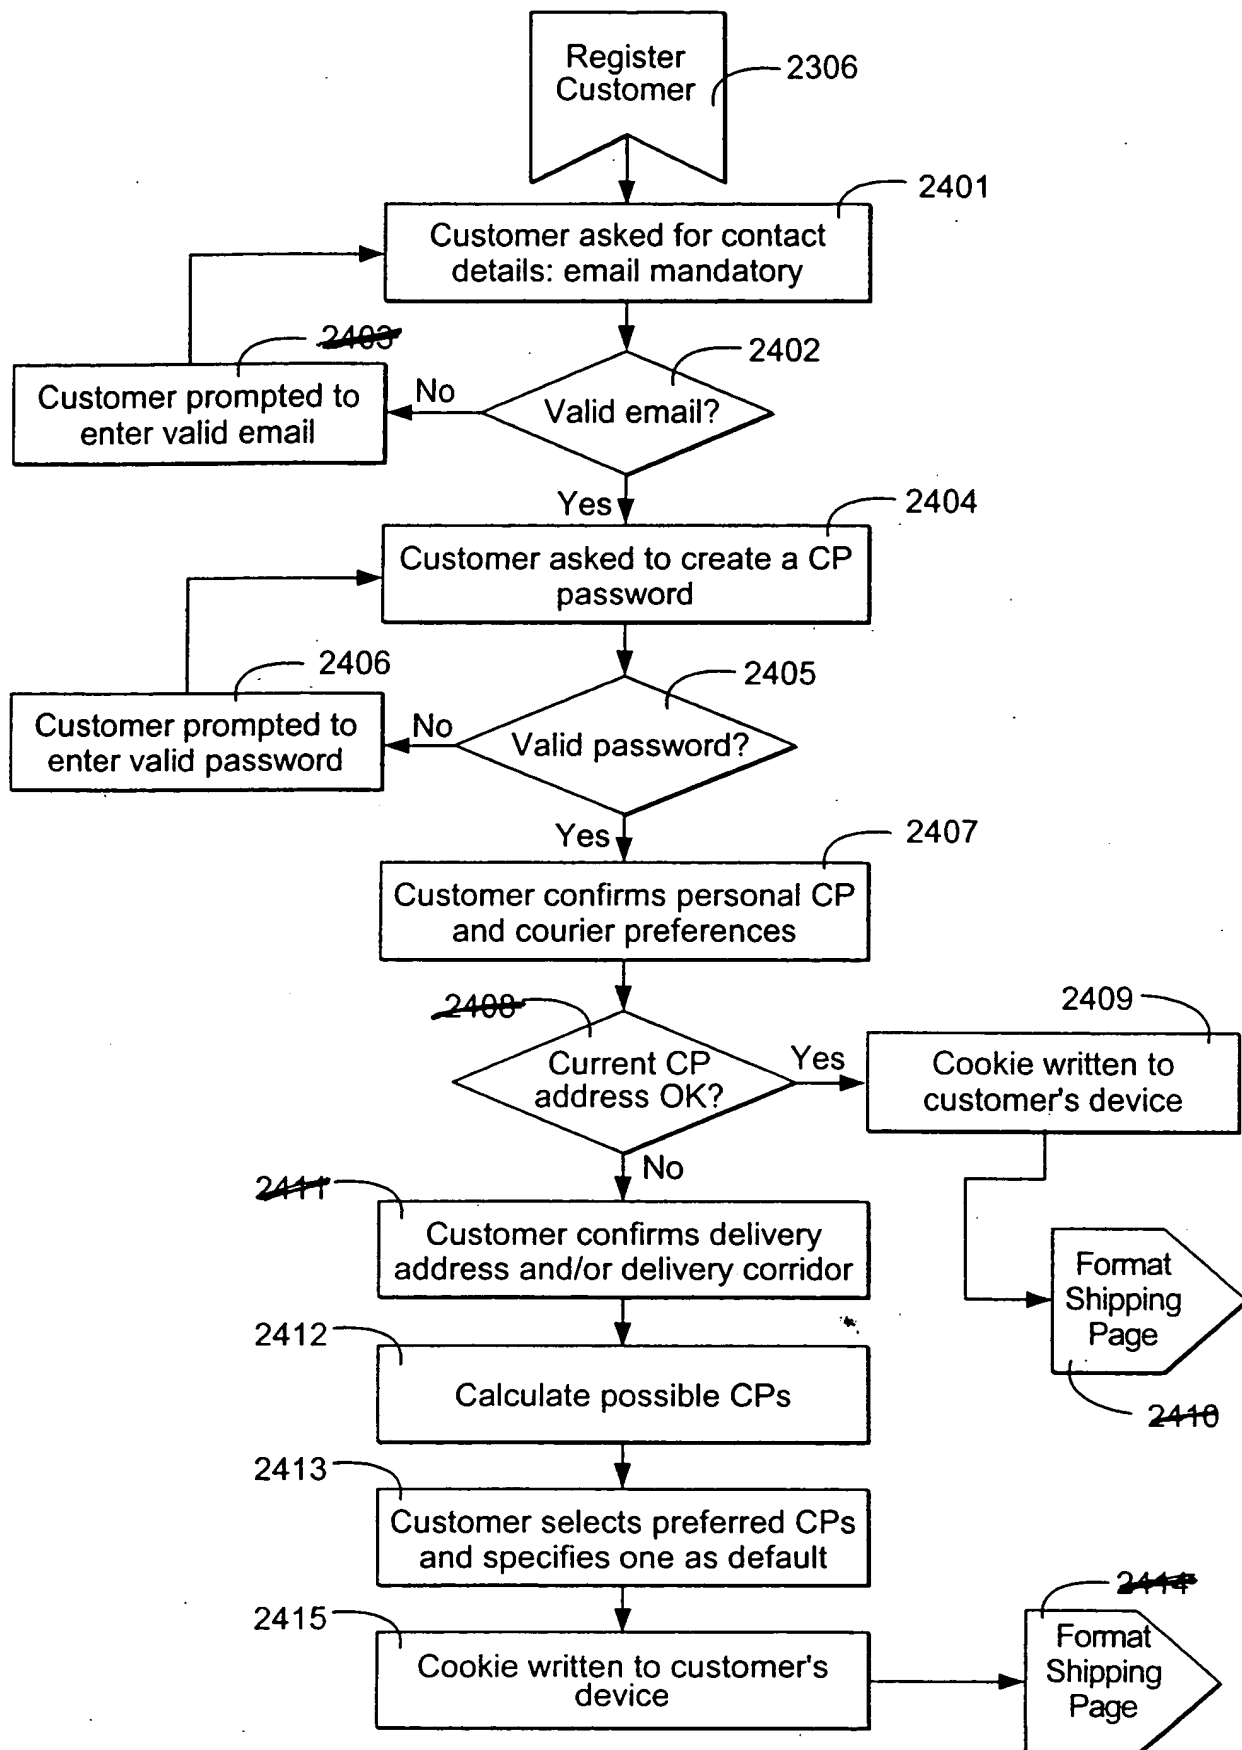 Register
Customer
2306
2401
Customer asked for contact
details: email mandatory
2403
2402
Customer prompted to
enter valid email
No
Valid email?
Yes
2404
Customer asked to create a CP
password
2406
2405
Customer prompted to
enter valid password
No
Valid password?
Yes
2407
Customer confirms personal CP
and courier preferences
2408
2409
Current CP
address OK?
Yes
Cookie written to
customer's device
No
2411
Customer confirms delivery
address and/or delivery corridor
Format
Shipping
Page
2410
2412
Calculate possible CPs
2413
Customer selects preferred CPs
and specifies one as default
2414
2415
Cookie written to customer's
device
Format
Shipping
Page